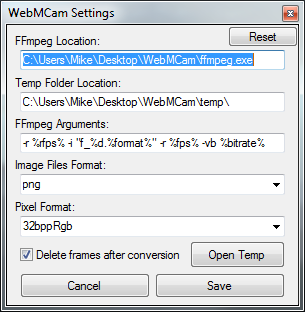 WebMCam Settings
FFmpeg Location:
Reset
C:\Users\Mike\Desktop\WebMCam\ffmpeg.exe
Temp Folder Location:
C:\Users\Mike\Desktop\WebMCam\temp\
FFmpeg Arguments:
-r %rfps% -i "f_%d.%format%" -r %fps% -vb %bitrate%
Image Files Format:
png
Pixel Format:
32bppRgb
Delete frames after conversion
Open Temp
Cancel
Save